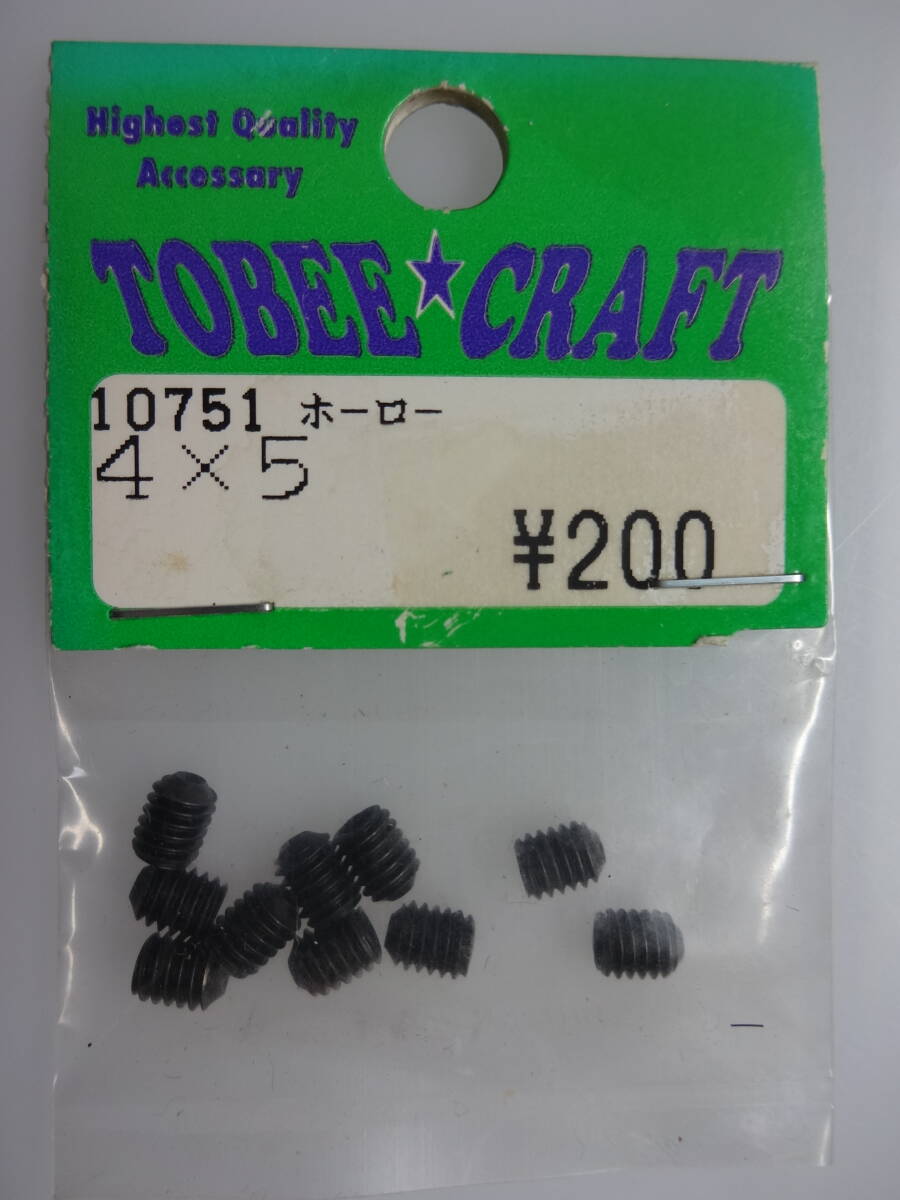 Highest Quality
Accessary
TOBEE★CRAFT
10751 ホーロー
4×5
¥200